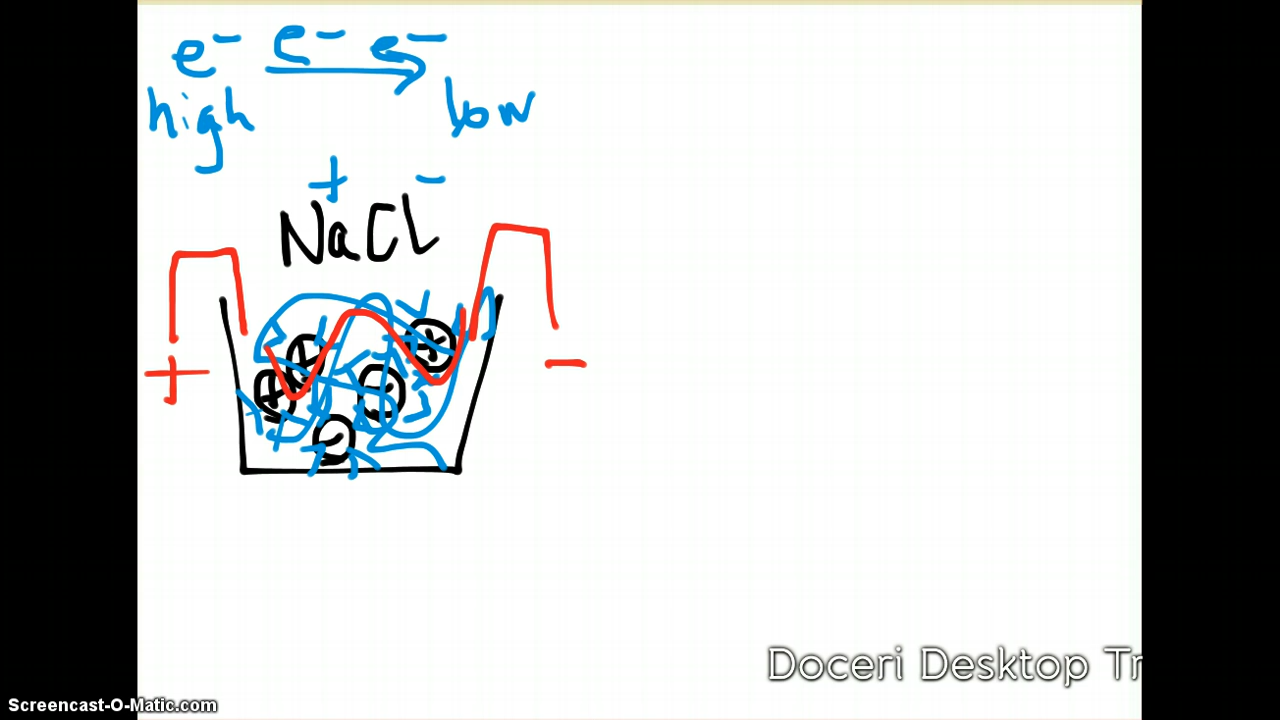 e⁻ e⁻ e⁻
high low
+ -
NaCl
+ -
+ + +
- -
Doceri Desktop Tr
Screencast-O-Matic.com